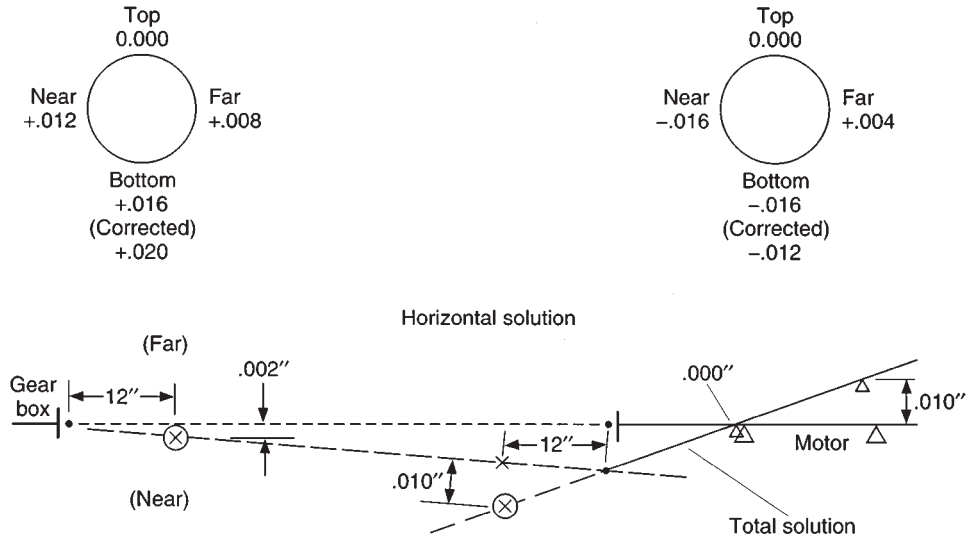 Top
0.000
Near
+.012
Far
+.008
Bottom
+.016
(Corrected)
+.020
Top
0.000
Near
−.016
Far
+.004
Bottom
−.016
(Corrected)
−.012
Horizontal solution
(Far)
Gear
box
12″
.002″
.000″
.010″
12″
Motor
.010″
(Near)
Total solution